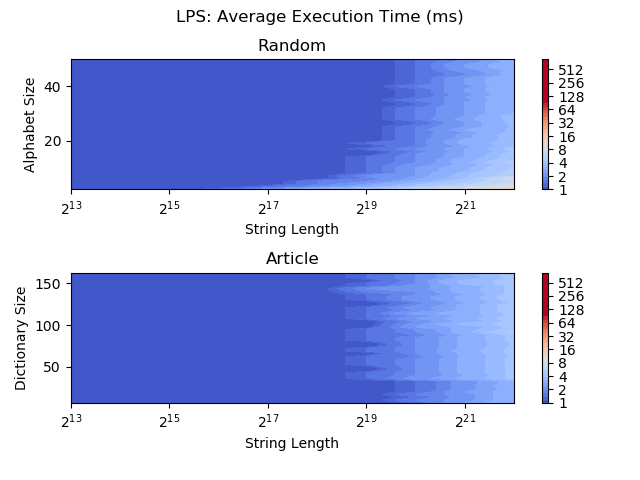 LPS: Average Execution Time (ms)
Random
Alphabet Size
40
20
2^13 2^15 2^17 2^19 2^21
String Length
512
256
128
64
32
16
8
4
2
1
Article
Dictionary Size
150
100
50
2^13 2^15 2^17 2^19 2^21
String Length
512
256
128
64
32
16
8
4
2
1